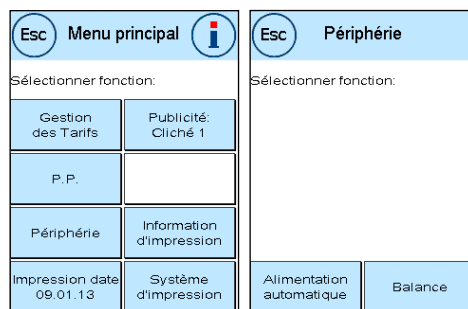 Esc
Menu principal
i
Sélectionner fonction:
Gestion
des Tarifs
Publicité:
Cliché 1
P.P.
Périphérie
Information
d'impression
Impression date
09.01.13
Système
d'impression
Esc
Périphérie
Sélectionner fonction:
Alimentation
automatique
Balance